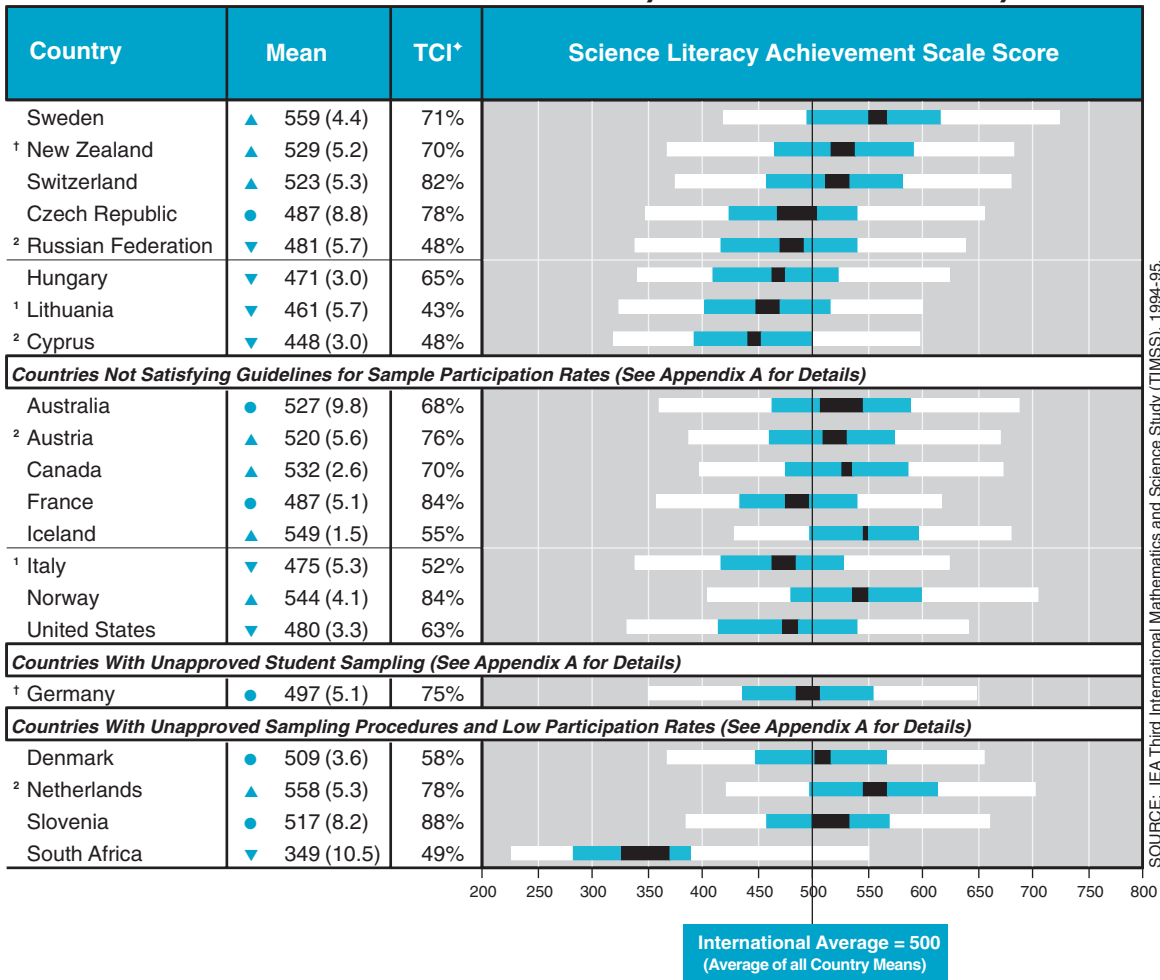 Country Mean TCI✦ Science Literacy Achievement Scale Score
Sweden ▲ 559 (4.4) 71%
† New Zealand ▲ 529 (5.2) 70%
Switzerland ▲ 523 (5.3) 82%
Czech Republic ● 487 (8.8) 78%
² Russian Federation ▼ 481 (5.7) 48%
Hungary ▼ 471 (3.0) 65%
¹ Lithuania ▼ 461 (5.7) 43%
² Cyprus ▼ 448 (3.0) 48%
Countries Not Satisfying Guidelines for Sample Participation Rates (See Appendix A for Details)
Australia ● 527 (9.8) 68%
² Austria ▲ 520 (5.6) 76%
Canada ▲ 532 (2.6) 70%
France ● 487 (5.1) 84%
Iceland ▲ 549 (1.5) 55%
¹ Italy ▼ 475 (5.3) 52%
Norway ▲ 544 (4.1) 84%
United States ▼ 480 (3.3) 63%
Countries With Unapproved Student Sampling (See Appendix A for Details)
† Germany ● 497 (5.1) 75%
Countries With Unapproved Sampling Procedures and Low Participation Rates (See Appendix A for Details)
Denmark ● 509 (3.6) 58%
² Netherlands ▲ 558 (5.3) 78%
Slovenia ● 517 (8.2) 88%
South Africa ▼ 349 (10.5) 49%
200 250 300 350 400 450 500 550 600 650 700 750 800
International Average = 500
(Average of all Country Means)
SOURCE: IEA Third International Mathematics and Science Study (TIMSS), 1994-95.